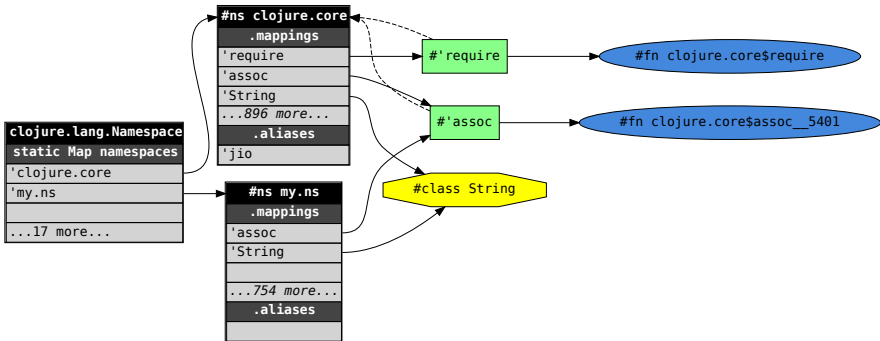 clojure.lang.Namespace
static Map namespaces
'clojure.core
'my.ns
...17 more...
#ns clojure.core
.mappings
'require
'assoc
'String
...896 more...
.aliases
'jio
#ns my.ns
.mappings
'assoc
'String
...754 more...
.aliases
#'require
#'assoc
#class String
#fn clojure.core$require
#fn clojure.core$assoc__5401